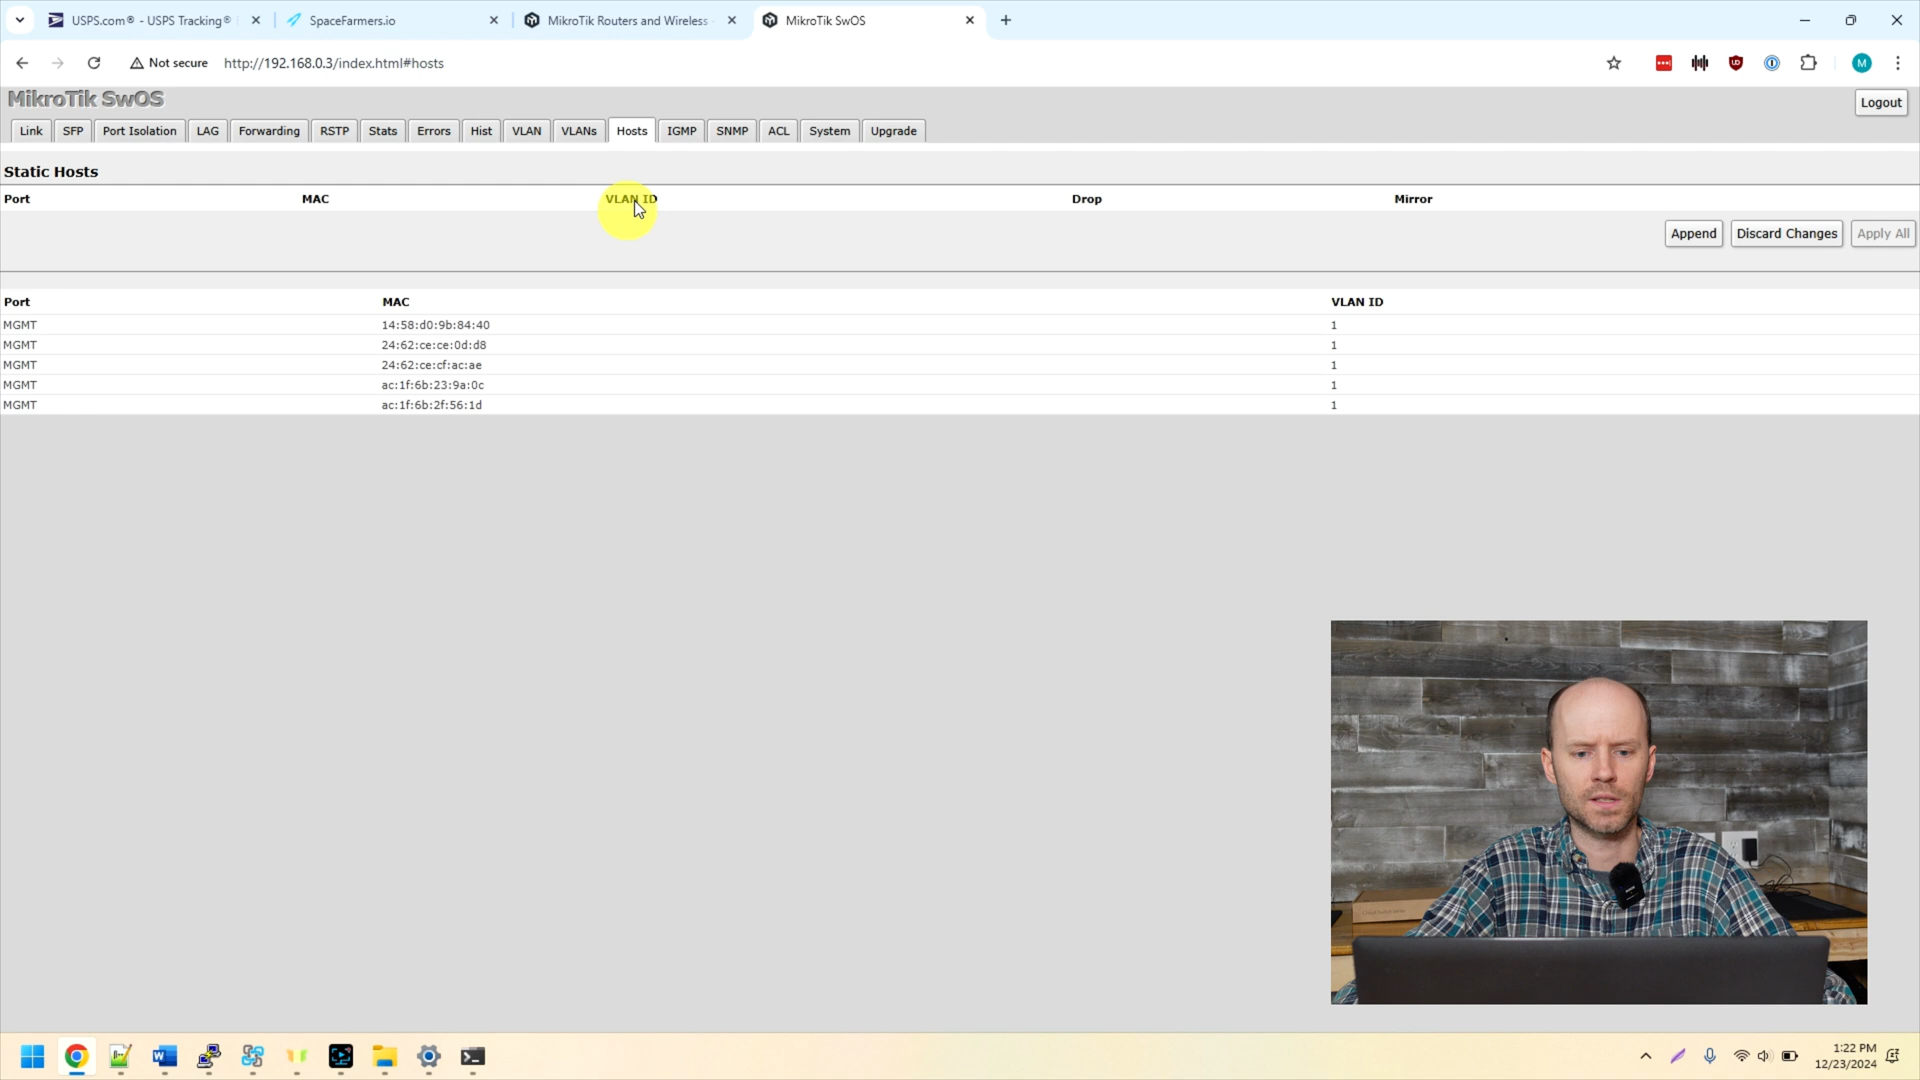 USPS.com® - USPS Tracking®
SpaceFarmers.io
MikroTik Routers and Wireless
MikroTik SwOS
Not secure
http://192.168.0.3/index.html#hosts
M
MikroTik SwOS
Logout
Link
SFP
Port Isolation
LAG
Forwarding
RSTP
Stats
Errors
Hist
VLAN
VLANs
Hosts
IGMP
SNMP
ACL
System
Upgrade
Static Hosts
Port MAC VLAN ID Drop Mirror
Append
Discard Changes
Apply All
Port MAC VLAN ID
MGMT 14:58:d0:9b:84:40 1
MGMT 24:62:ce:ce:0d:d8 1
MGMT 24:62:ce:cf:ac:ae 1
MGMT ac:1f:6b:23:9a:0c 1
MGMT ac:1f:6b:2f:56:1d 1
1:22 PM
12/23/2024